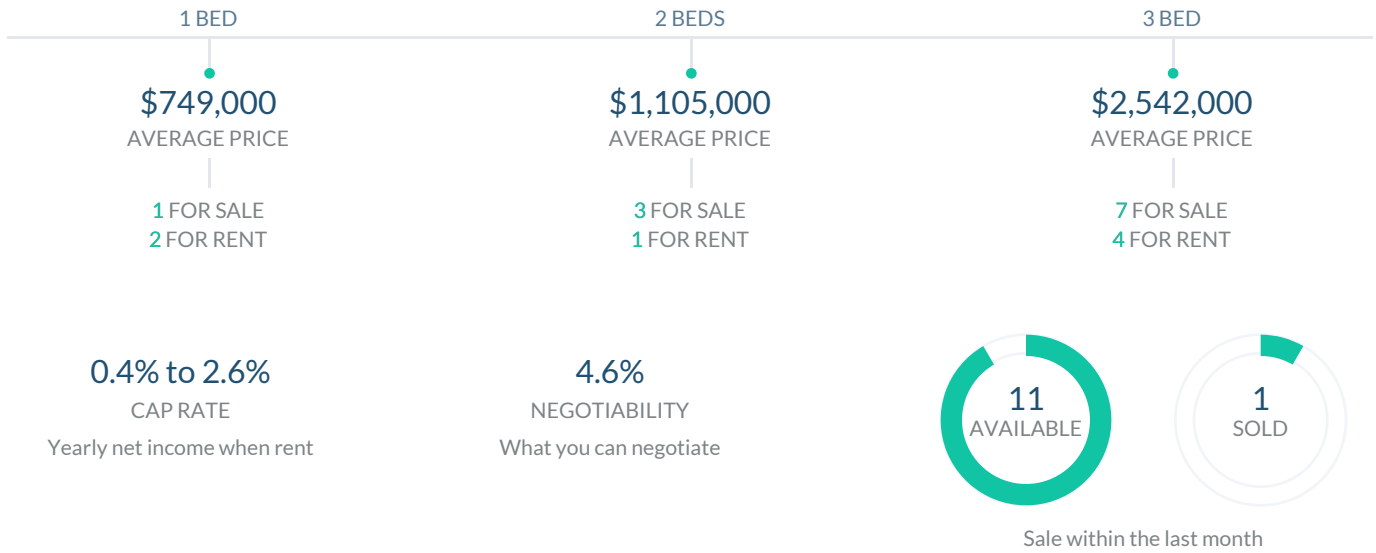 1 BED
2 BEDS
3 BED
$749,000
AVERAGE PRICE
$1,105,000
AVERAGE PRICE
$2,542,000
AVERAGE PRICE
1 FOR SALE
2 FOR RENT
3 FOR SALE
1 FOR RENT
7 FOR SALE
4 FOR RENT
0.4% to 2.6%
CAP RATE
Yearly net income when rent
4.6%
NEGOTIABILITY
What you can negotiate
11
AVAILABLE
1
SOLD
Sale within the last month